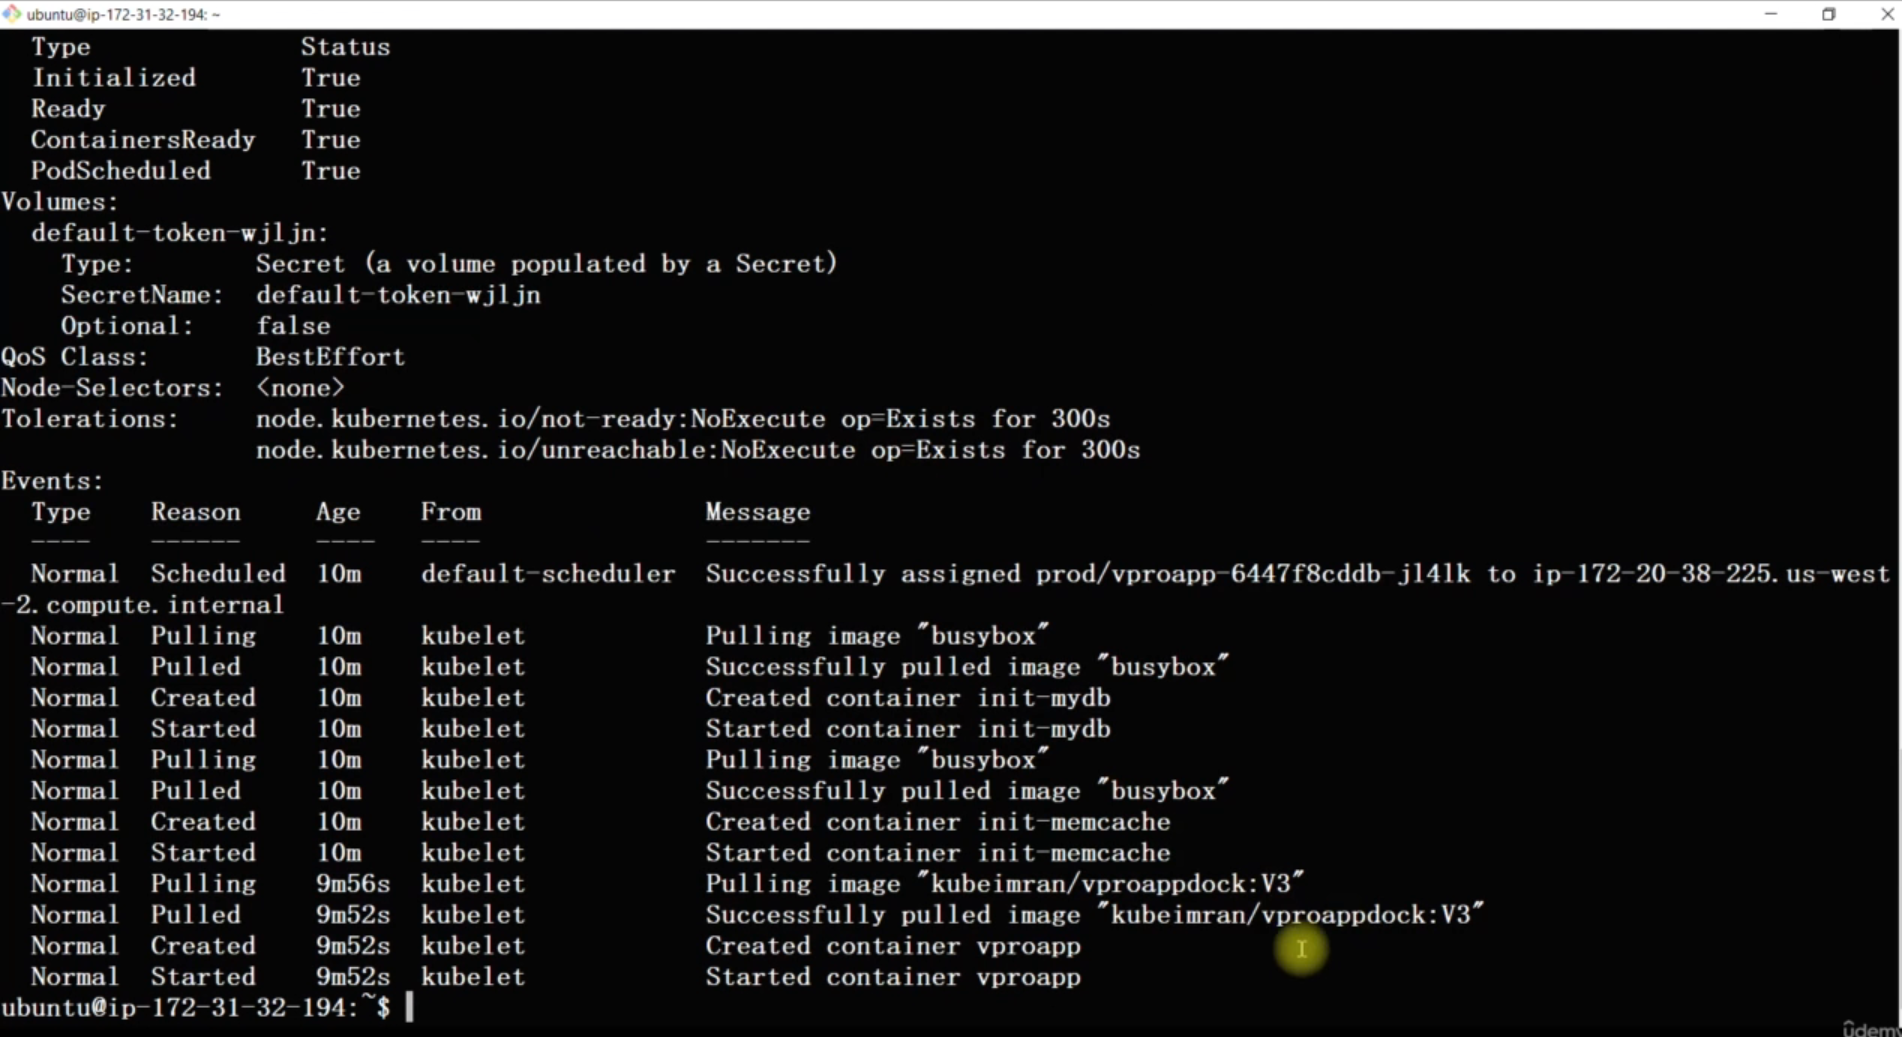 ubuntu@ip-172-31-32-194: ~
Type Status
Initialized True
Ready True
ContainersReady True
PodScheduled True
Volumes:
default-token-wjljn:
Type: Secret (a volume populated by a Secret)
SecretName: default-token-wjljn
Optional: false
QoS Class: BestEffort
Node-Selectors: <none>
Tolerations: node.kubernetes.io/not-ready:NoExecute op=Exists for 300s
node.kubernetes.io/unreachable:NoExecute op=Exists for 300s
Events:
Type Reason Age From Message
---- ------ ---- ---- -------
Normal Scheduled 10m default-scheduler Successfully assigned prod/vproapp-6447f8cddb-jl4lk to ip-172-20-38-225.us-west
-2.compute.internal
Normal Pulling 10m kubelet Pulling image "busybox"
Normal Pulled 10m kubelet Successfully pulled image "busybox"
Normal Created 10m kubelet Created container init-mydb
Normal Started 10m kubelet Started container init-mydb
Normal Pulling 10m kubelet Pulling image "busybox"
Normal Pulled 10m kubelet Successfully pulled image "busybox"
Normal Created 10m kubelet Created container init-memcache
Normal Started 10m kubelet Started container init-memcache
Normal Pulling 9m56s kubelet Pulling image "kubeimran/vproappdock:V3"
Normal Pulled 9m52s kubelet Successfully pulled image "kubeimran/vproappdock:V3"
Normal Created 9m52s kubelet Created container vproapp
Normal Started 9m52s kubelet Started container vproapp
ubuntu@ip-172-31-32-194:~$
udemy